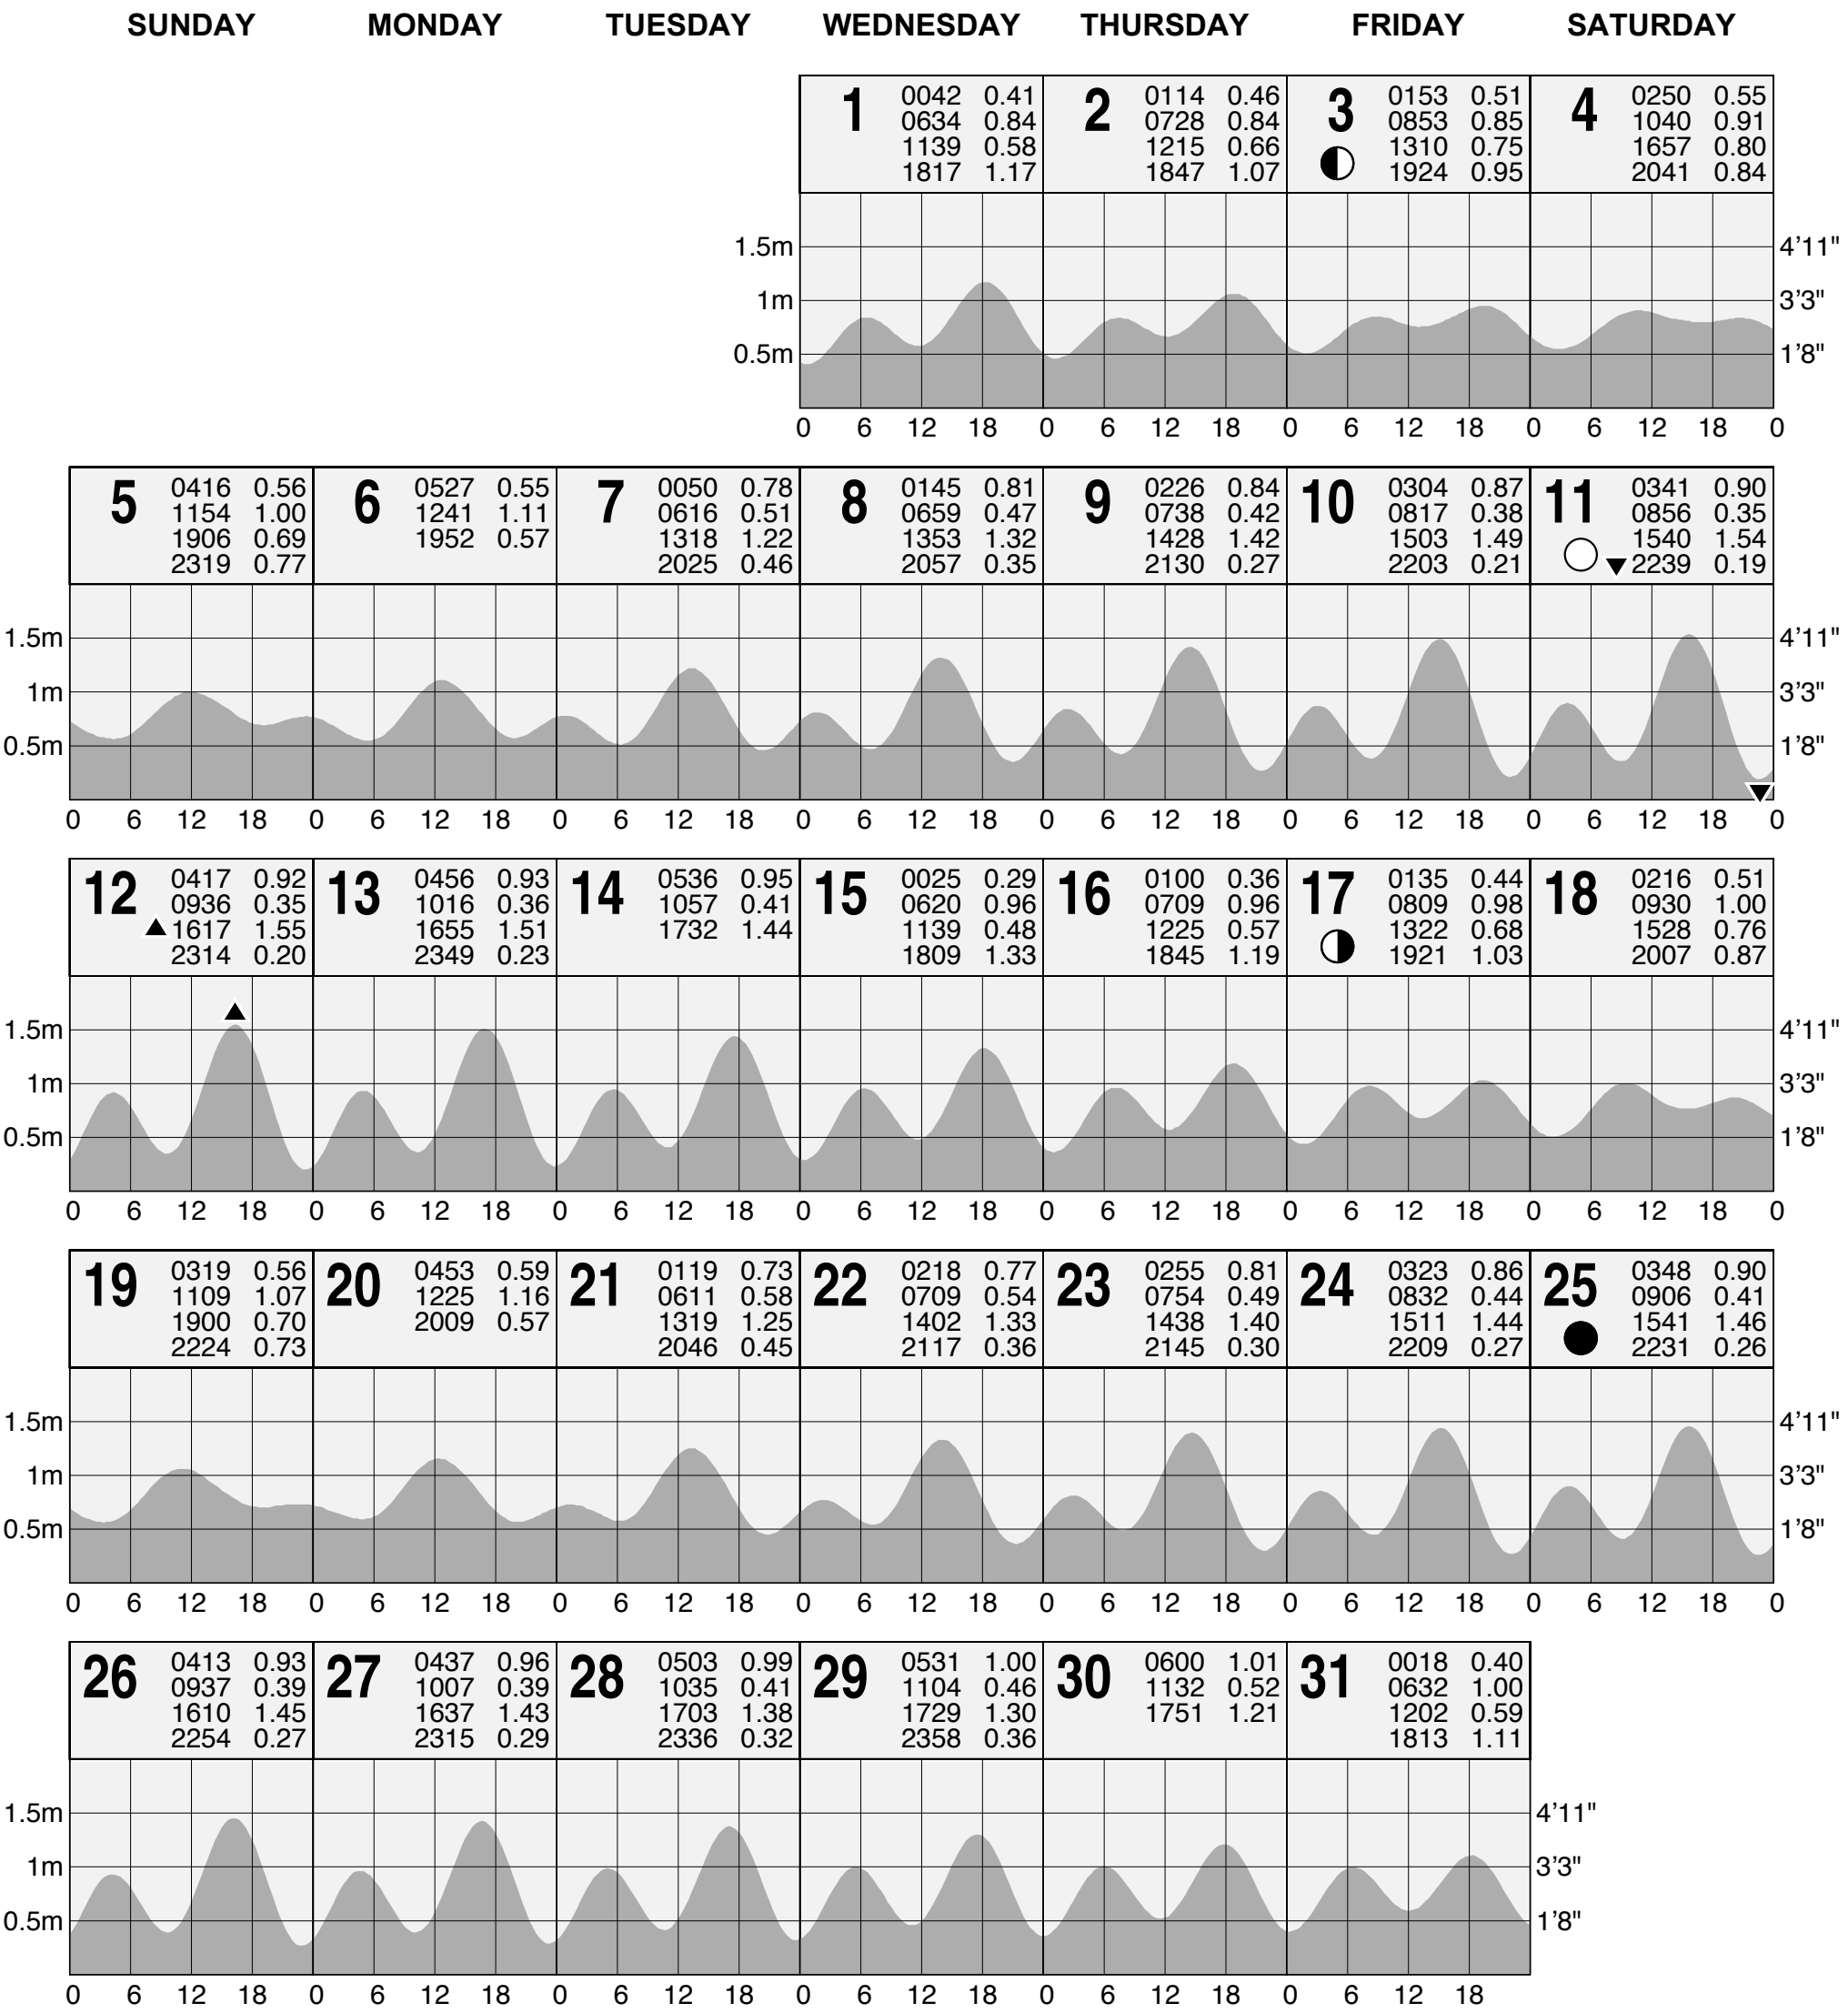 SUNDAY MONDAY TUESDAY WEDNESDAY THURSDAY FRIDAY SATURDAY
1 0042 0.41
0634 0.84
1139 0.58
1817 1.17
2 0114 0.46
0728 0.84
1215 0.66
1847 1.07
3 0153 0.51
0853 0.85
1310 0.75
1924 0.95
4 0250 0.55
1040 0.91
1657 0.80
2041 0.84
1.5m 4'11"
1m 3'3"
0.5m 1'8"
0 6 12 18 0 6 12 18 0 6 12 18 0 6 12 18 0
5 0416 0.56
1154 1.00
1906 0.69
2319 0.77
6 0527 0.55
1241 1.11
1952 0.57
7 0050 0.78
0616 0.51
1318 1.22
2025 0.46
8 0145 0.81
0659 0.47
1353 1.32
2057 0.35
9 0226 0.84
0738 0.42
1428 1.42
2130 0.27
10 0304 0.87
0817 0.38
1503 1.49
2203 0.21
11 0341 0.90
0856 0.35
1540 1.54
2239 0.19
1.5m 4'11"
1m 3'3"
0.5m 1'8"
0 6 12 18 0 6 12 18 0 6 12 18 0 6 12 18 0 6 12 18 0 6 12 18 0 6 12 18 0
12 0417 0.92
0936 0.35
1617 1.55
2314 0.20
13 0456 0.93
1016 0.36
1655 1.51
2349 0.23
14 0536 0.95
1057 0.41
1732 1.44
15 0025 0.29
0620 0.96
1139 0.48
1809 1.33
16 0100 0.36
0709 0.96
1225 0.57
1845 1.19
17 0135 0.44
0809 0.98
1322 0.68
1921 1.03
18 0216 0.51
0930 1.00
1528 0.76
2007 0.87
1.5m 4'11"
1m 3'3"
0.5m 1'8"
0 6 12 18 0 6 12 18 0 6 12 18 0 6 12 18 0 6 12 18 0 6 12 18 0 6 12 18 0
19 0319 0.56
1109 1.07
1900 0.70
2224 0.73
20 0453 0.59
1225 1.16
2009 0.57
21 0119 0.73
0611 0.58
1319 1.25
2046 0.45
22 0218 0.77
0709 0.54
1402 1.33
2117 0.36
23 0255 0.81
0754 0.49
1438 1.40
2145 0.30
24 0323 0.86
0832 0.44
1511 1.44
2209 0.27
25 0348 0.90
0906 0.41
1541 1.46
2231 0.26
1.5m 4'11"
1m 3'3"
0.5m 1'8"
0 6 12 18 0 6 12 18 0 6 12 18 0 6 12 18 0 6 12 18 0 6 12 18 0 6 12 18 0
26 0413 0.93
0937 0.39
1610 1.45
2254 0.27
27 0437 0.96
1007 0.39
1637 1.43
2315 0.29
28 0503 0.99
1035 0.41
1703 1.38
2336 0.32
29 0531 1.00
1104 0.46
1729 1.30
2358 0.36
30 0600 1.01
1132 0.52
1751 1.21
31 0018 0.40
0632 1.00
1202 0.59
1813 1.11
1.5m 4'11"
1m 3'3"
0.5m 1'8"
0 6 12 18 0 6 12 18 0 6 12 18 0 6 12 18 0 6 12 18 0 6 12 18